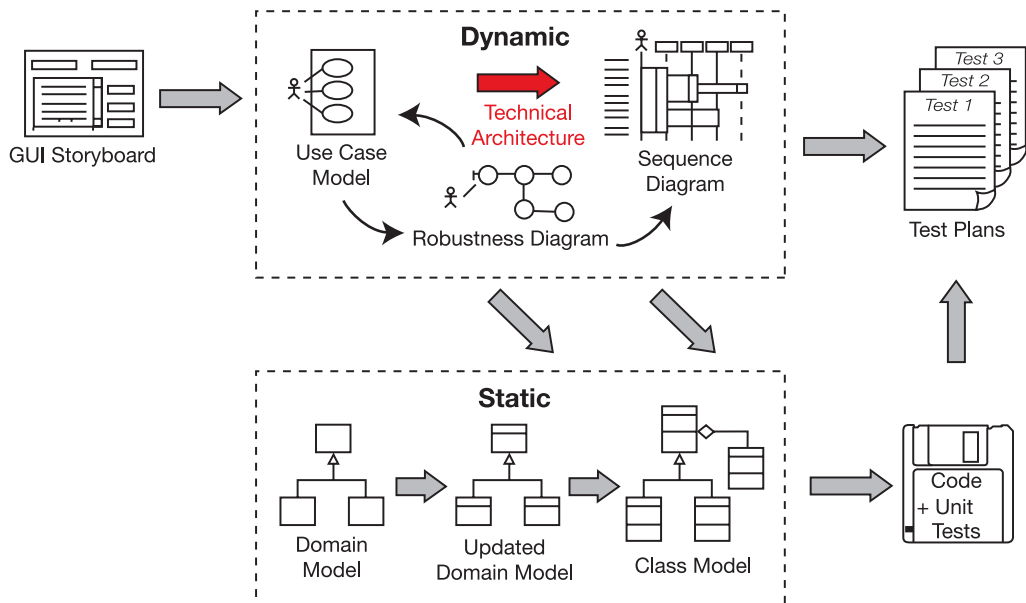 Dynamic
GUI Storyboard
Use Case
Model
Technical
Architecture
Robustness Diagram
Sequence
Diagram
Test 3
Test 2
Test 1
Test Plans
Static
Domain
Model
Updated
Domain Model
Class Model
Code
+ Unit
Tests